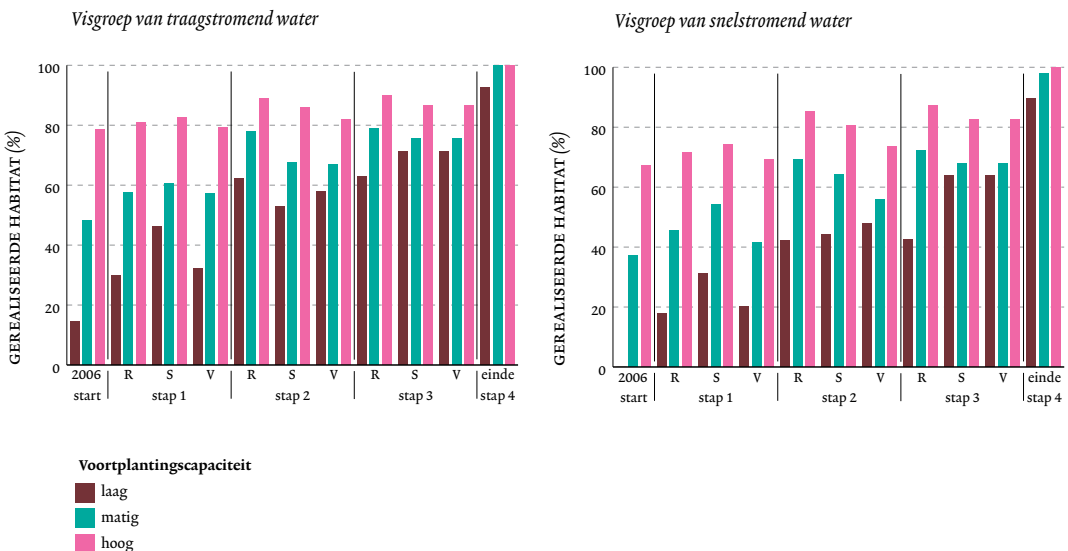 Visgroep van traagstromend water
GEREALISEERDE HABITAT (%)
100
80
60
40
20
0
2006 R S V R S V R S V einde
start stap 1 stap 2 stap 3 stap 4
Visgroep van snelstromend water
GEREALISEERDE HABITAT (%)
100
80
60
40
20
0
2006 R S V R S V R S V einde
start stap 1 stap 2 stap 3 stap 4
Voortplantingscapaciteit
laag
matig
hoog